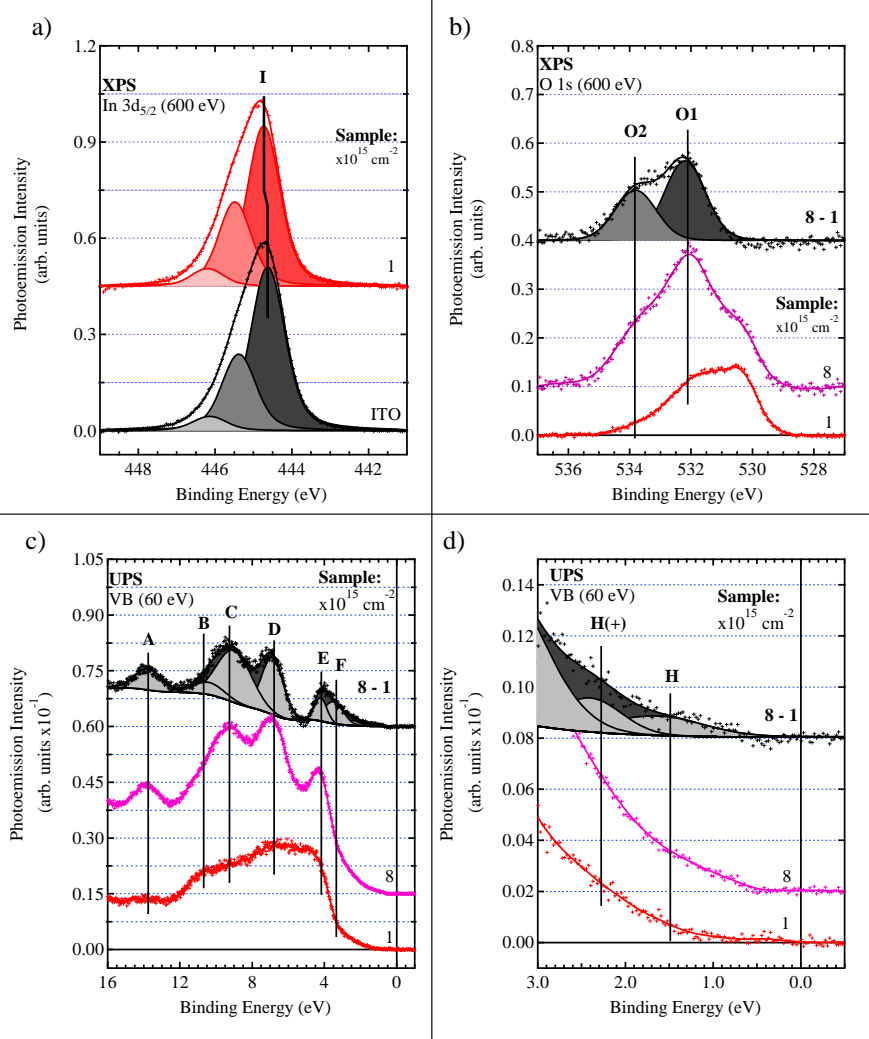 a)
XPS
In 3d5/2 (600 eV)
I
Sample:
x10^15 cm^-2
1
ITO
1.2
0.9
0.6
0.3
0.0
Photoemission Intensity
(arb. units)
448
446
444
442
Binding Energy (eV)
b)
XPS
O 1s (600 eV)
O2
O1
8 - 1
Sample:
x10^15 cm^-2
8
1
0.8
0.7
0.6
0.5
0.4
0.3
0.2
0.1
0.0
Photoemission Intensity
(arb. units)
536
534
532
530
528
Binding Energy (eV)
c)
UPS
VB (60 eV)
Sample:
x10^15 cm^-2
A
B
C
D
E
F
8 - 1
8
1
1.05
0.90
0.75
0.60
0.45
0.30
0.15
0.00
Photoemission Intensity
(arb. units x10^-1)
16
12
8
4
0
Binding Energy (eV)
d)
UPS
VB (60 eV)
Sample:
x10^15 cm^-2
H(+)
H
8 - 1
8
1
0.14
0.12
0.10
0.08
0.06
0.04
0.02
0.00
Photoemission Intensity
(arb. units x10^-1)
3.0
2.0
1.0
0.0
Binding Energy (eV)